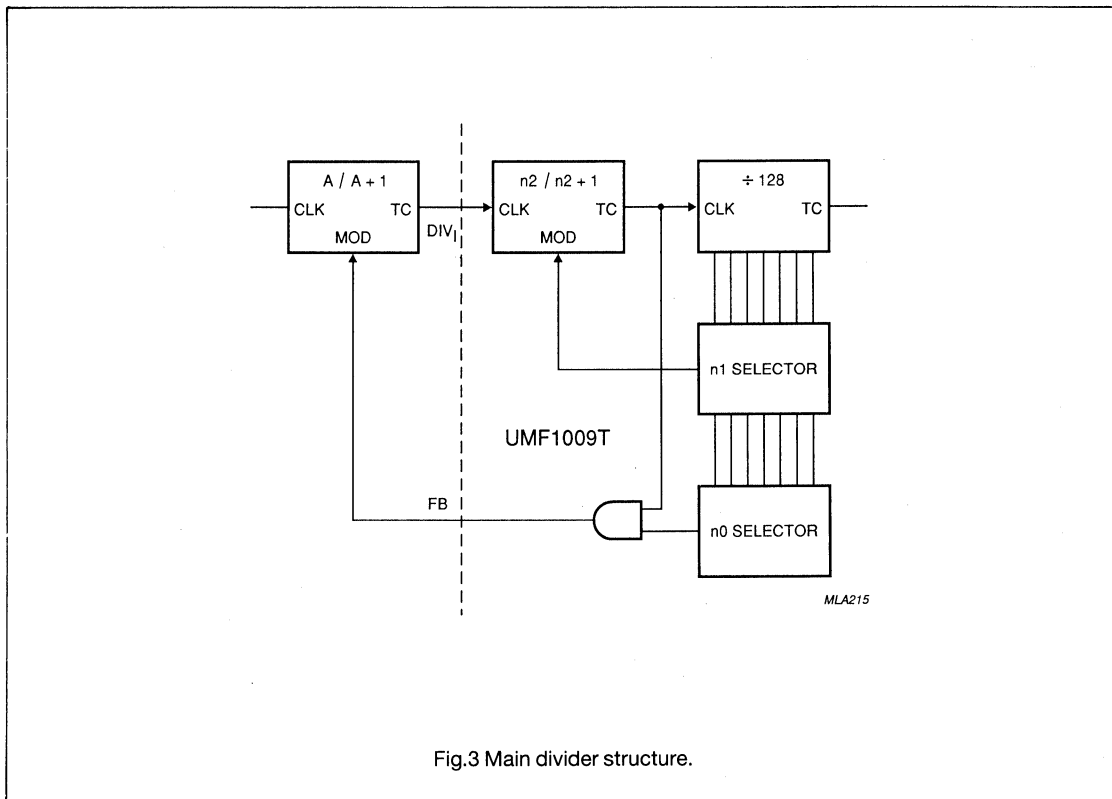 A / A + 1
CLK TC
MOD
DIVI
n2 / n2 + 1
CLK TC
MOD
÷ 128
CLK TC
n1 SELECTOR
UMF1009T
FB
n0 SELECTOR
MLA215
Fig.3 Main divider structure.